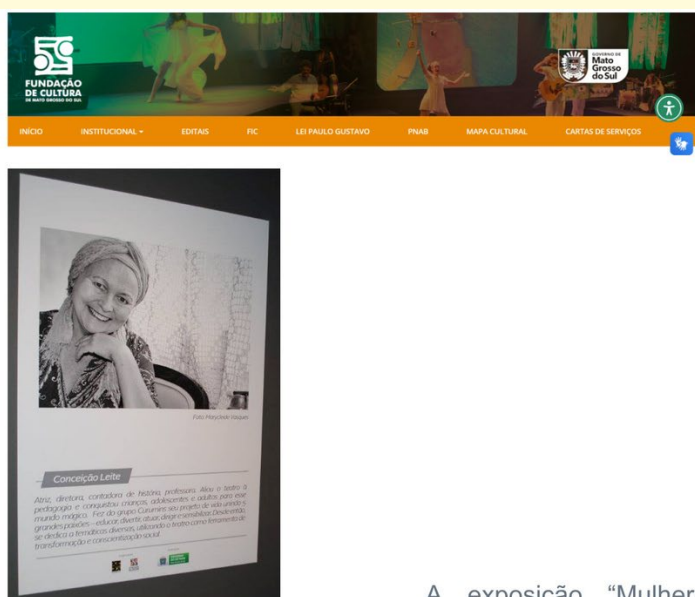 FUNDAÇÃO
DE CULTURA
DE MATO GROSSO DO SUL
GOVERNO DE
Mato
Grosso
do Sul
INÍCIO INSTITUCIONAL EDITAIS FIC LEI PAULO GUSTAVO PNAB MAPA CULTURAL CARTAS DE SERVIÇOS
Foto: Marycleide Vasques
Conceição Leite
Atriz, diretora, contadora de história, professora. Aliou o teatro à
pedagogia e conquistou crianças, adolescentes e adultos para esse
mundo mágico. Fez do grupo Curumins seu projeto de vida unindo 5
grandes paixões – educar, divertir, atuar, dirigir e sensibilizar. Desde então,
se dedica a temáticas diversas, utilizando o teatro como ferramenta de
transformação e conscientização social.
A exposição “Mulher